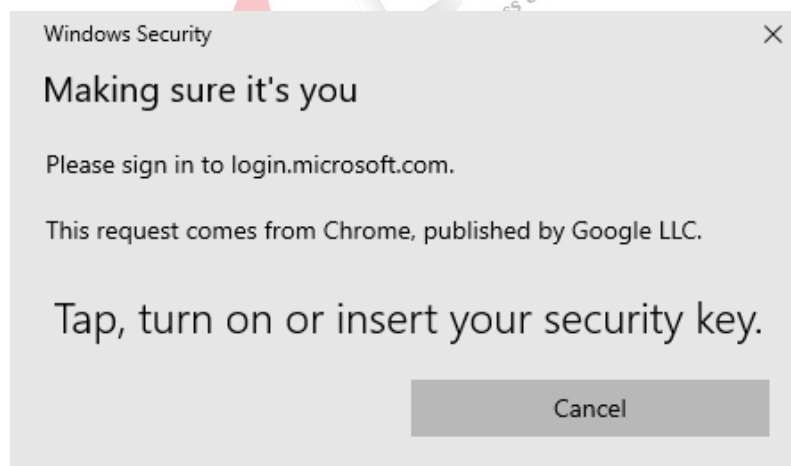 Windows Security
Making sure it's you
Please sign in to login.microsoft.com.
This request comes from Chrome, published by Google LLC.
Tap, turn on or insert your security key.
Cancel